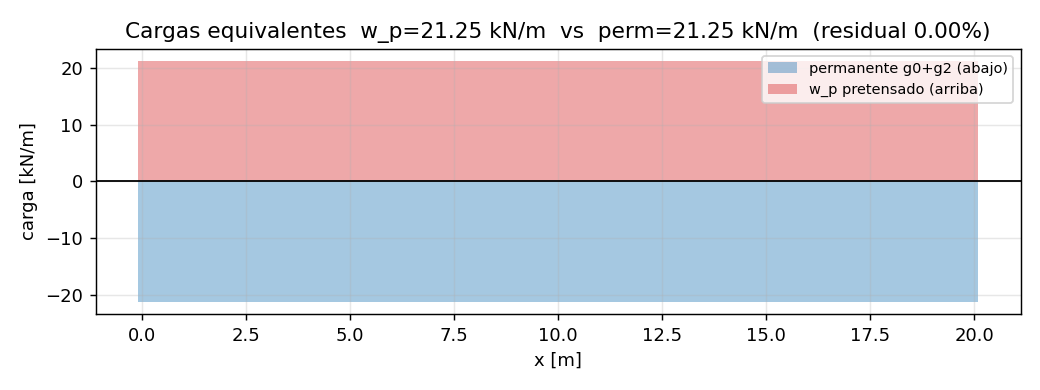 Cargas equivalentes  w_p=21.25 kN/m  vs  perm=21.25 kN/m  (residual 0.00%)
permanente g0+g2 (abajo)
w_p pretensado (arriba)
carga [kN/m]
20
10
0
−10
−20
0.0 2.5 5.0 7.5 10.0 12.5 15.0 17.5 20.0
x [m]